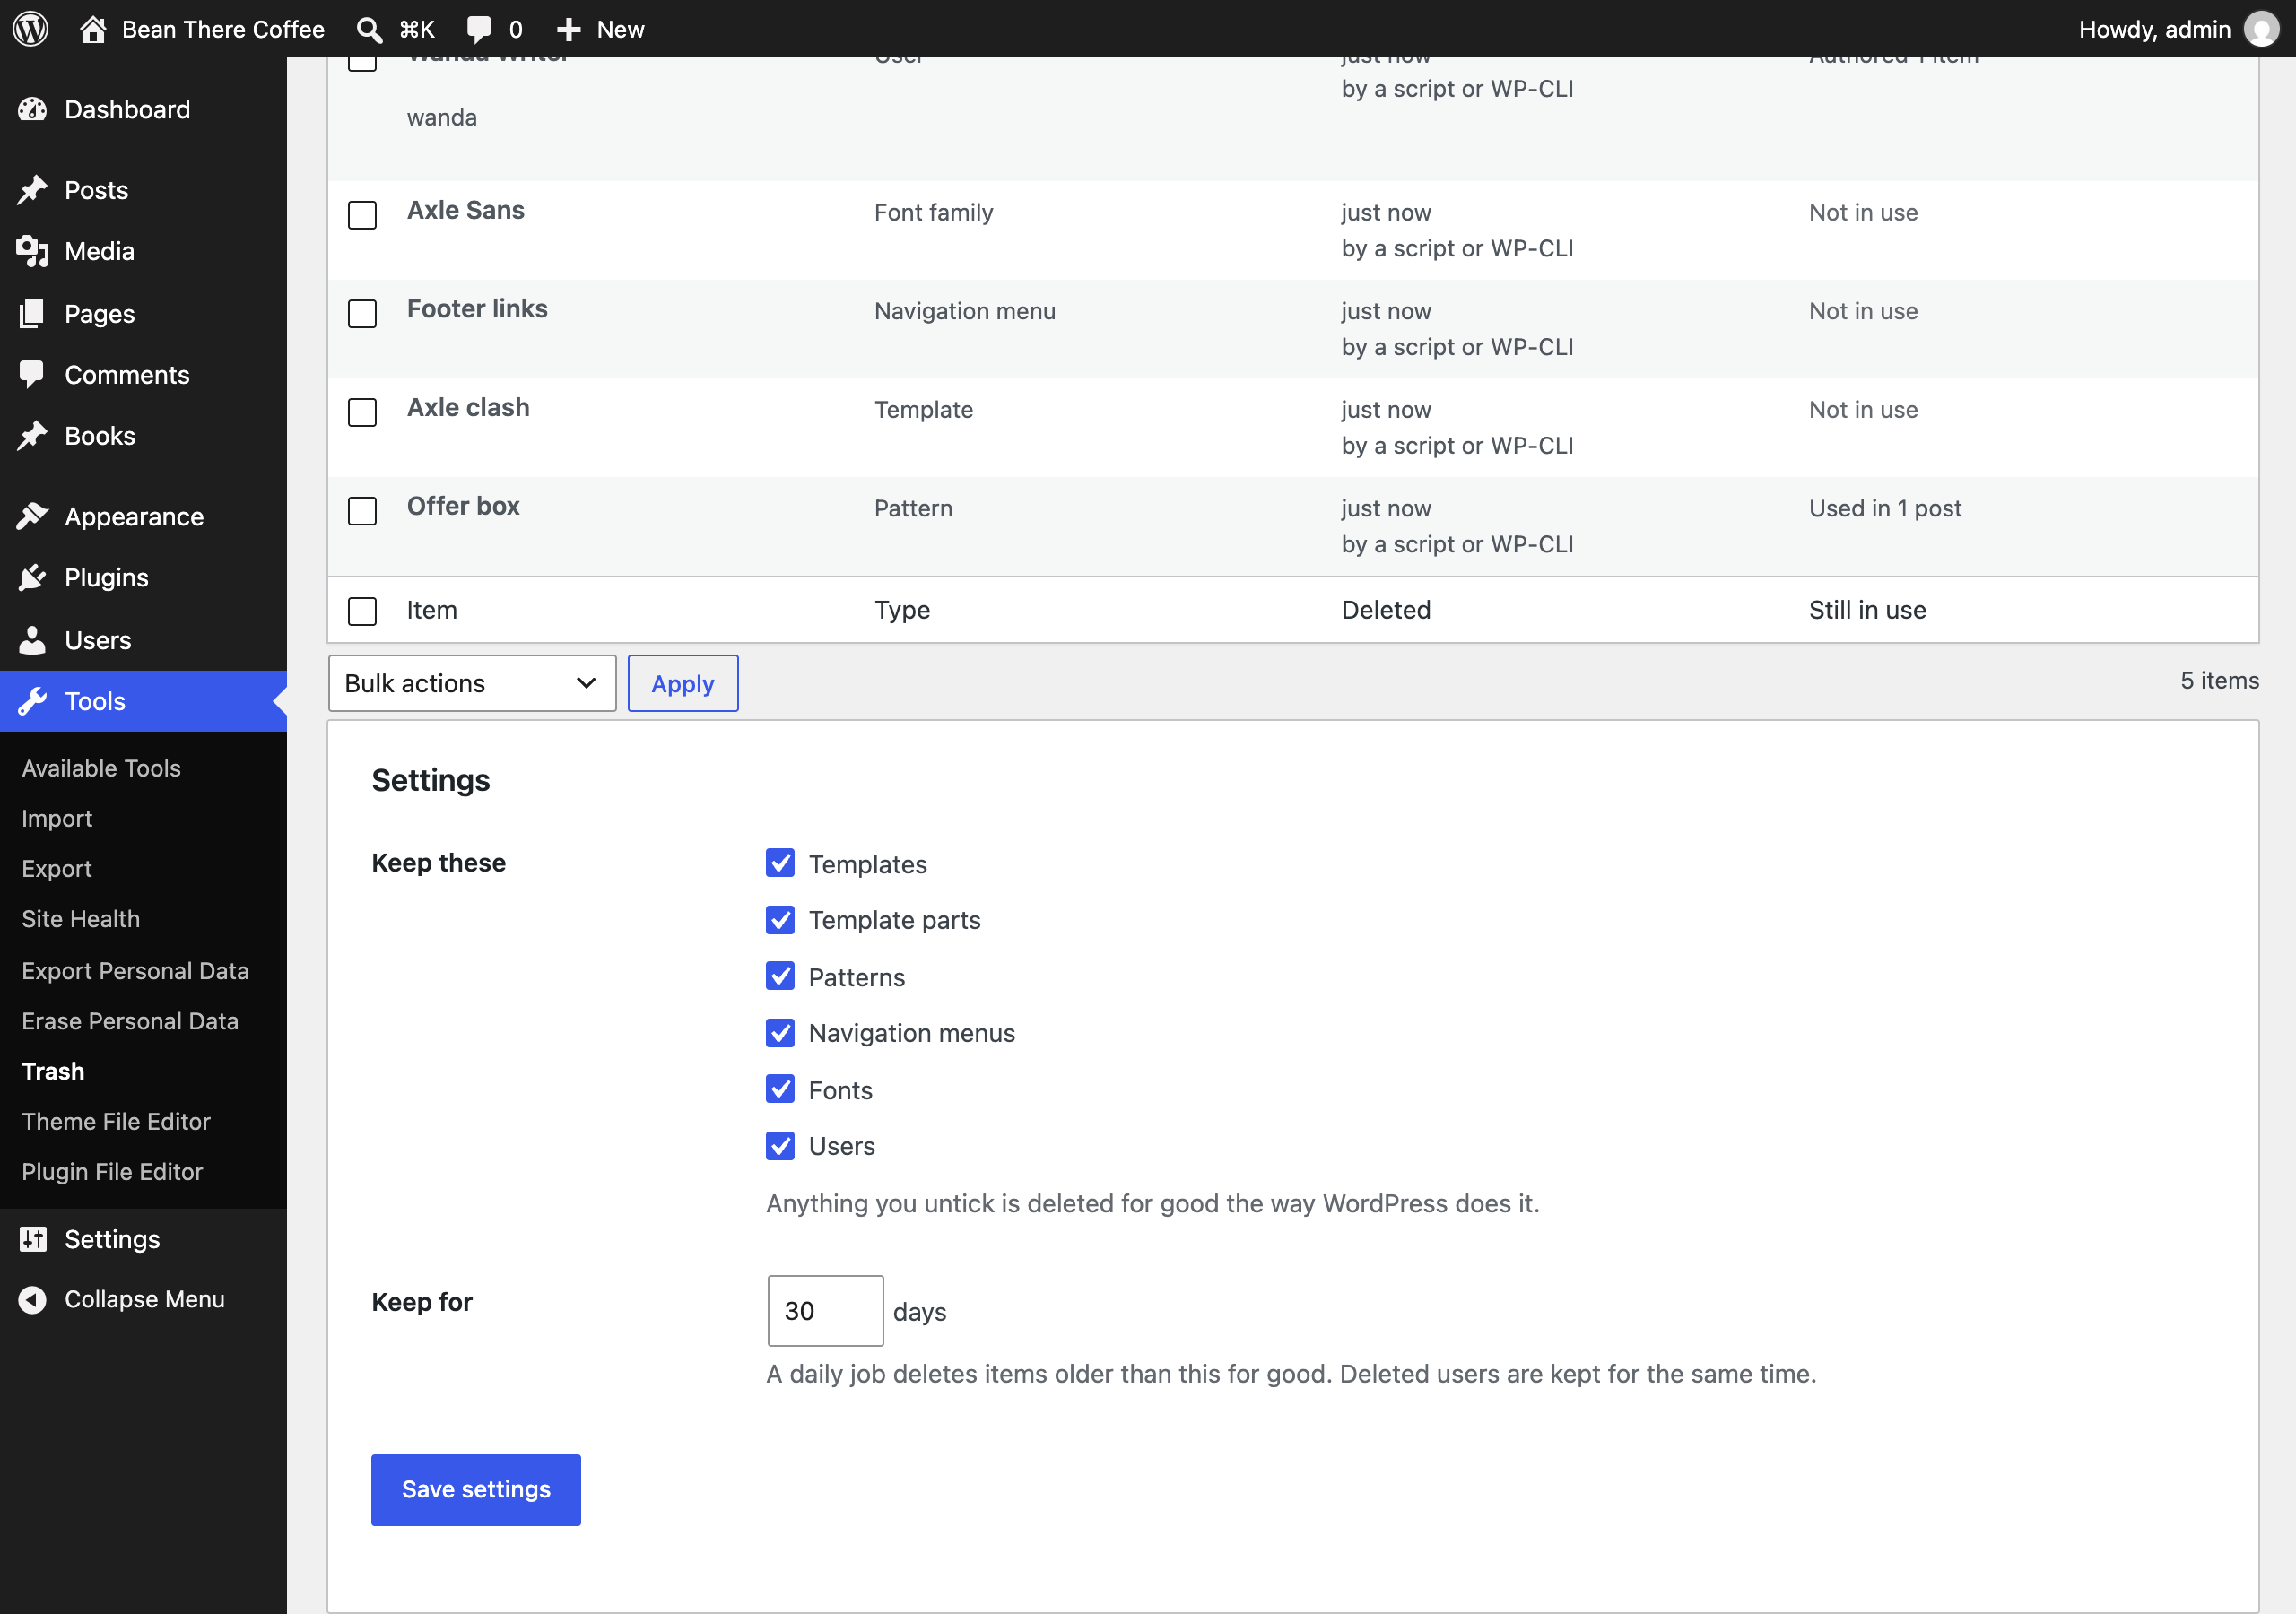 Bean There Coffee
⌘K
0
New
Howdy, admin
Dashboard
Posts
Media
Pages
Comments
Books
Appearance
Plugins
Users
Tools
Available Tools
Import
Export
Site Health
Export Personal Data
Erase Personal Data
Trash
Theme File Editor
Plugin File Editor
Settings
Collapse Menu
Wanda Writer User just now Authored 1 item
by a script or WP-CLI
wanda
Axle Sans Font family just now Not in use
by a script or WP-CLI
Footer links Navigation menu just now Not in use
by a script or WP-CLI
Axle clash Template just now Not in use
by a script or WP-CLI
Offer box Pattern just now Used in 1 post
by a script or WP-CLI
Item Type Deleted Still in use
Bulk actions Apply 5 items
Settings
Keep these
Templates
Template parts
Patterns
Navigation menus
Fonts
Users
Anything you untick is deleted for good the way WordPress does it.
Keep for 30 days
A daily job deletes items older than this for good. Deleted users are kept for the same time.
Save settings